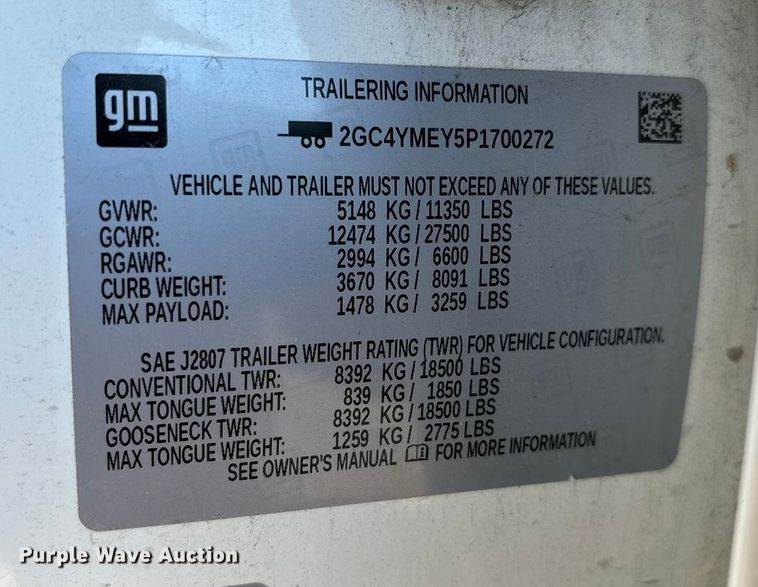 gm
TRAILERING INFORMATION
2GC4YMEY5P1700272
VEHICLE AND TRAILER MUST NOT EXCEED ANY OF THESE VALUES.
GVWR: 5148 KG / 11350 LBS
GCWR: 12474 KG / 27500 LBS
RGAWR: 2994 KG / 6600 LBS
CURB WEIGHT: 3670 KG / 8091 LBS
MAX PAYLOAD: 1478 KG / 3259 LBS
SAE J2807 TRAILER WEIGHT RATING (TWR) FOR VEHICLE CONFIGURATION.
CONVENTIONAL TWR: 8392 KG / 18500 LBS
MAX TONGUE WEIGHT: 839 KG / 1850 LBS
GOOSENECK TWR: 8392 KG / 18500 LBS
MAX TONGUE WEIGHT: 1259 KG / 2775 LBS
SEE OWNER'S MANUAL FOR MORE INFORMATION
Purple Wave Auction